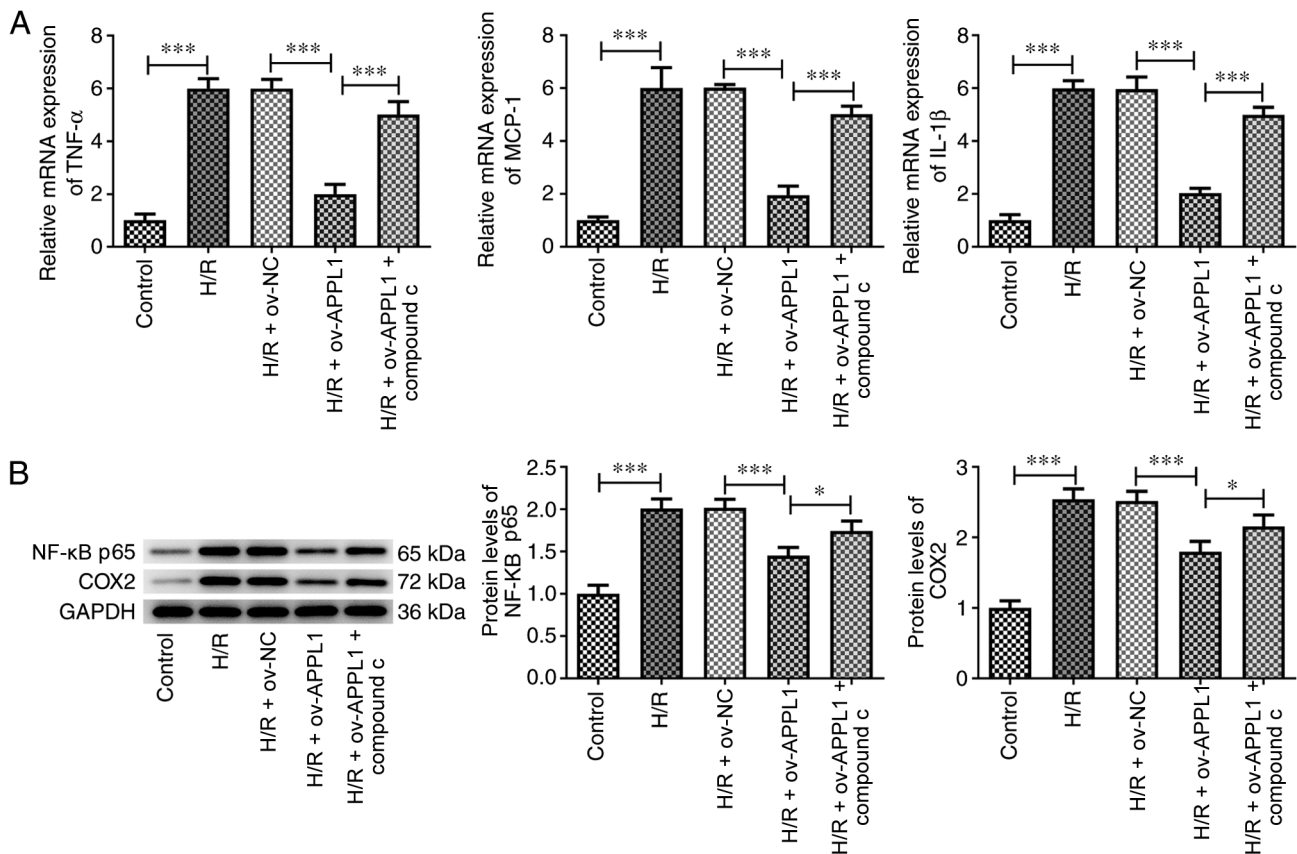 A
Relative mRNA expression
of TNF-α
8
6
4
2
0
***
***
***
Control
H/R
H/R + ov-NC
H/R + ov-APPL1
H/R + ov-APPL1 +
compound c
Relative mRNA expression
of MCP-1
8
6
4
2
0
***
***
***
Control
H/R
H/R + ov-NC
H/R + ov-APPL1
H/R + ov-APPL1 +
compound c
Relative mRNA expression
of IL-1β
8
6
4
2
0
***
***
***
Control
H/R
H/R + ov-NC
H/R + ov-APPL1
H/R + ov-APPL1 +
compound c
B
NF-κB p65
65 kDa
COX2
72 kDa
GAPDH
36 kDa
Control
H/R
H/R + ov-NC
H/R + ov-APPL1
H/R + ov-APPL1 +
compound c
Protein levels of
NF-KB p65
2.5
2.0
1.5
1.0
0.5
0.0
***
***
*
Control
H/R
H/R + ov-NC
H/R + ov-APPL1
H/R + ov-APPL1 +
compound c
Protein levels of
COX2
3
2
1
0
***
***
*
Control
H/R
H/R + ov-NC
H/R + ov-APPL1
H/R + ov-APPL1 +
compound c